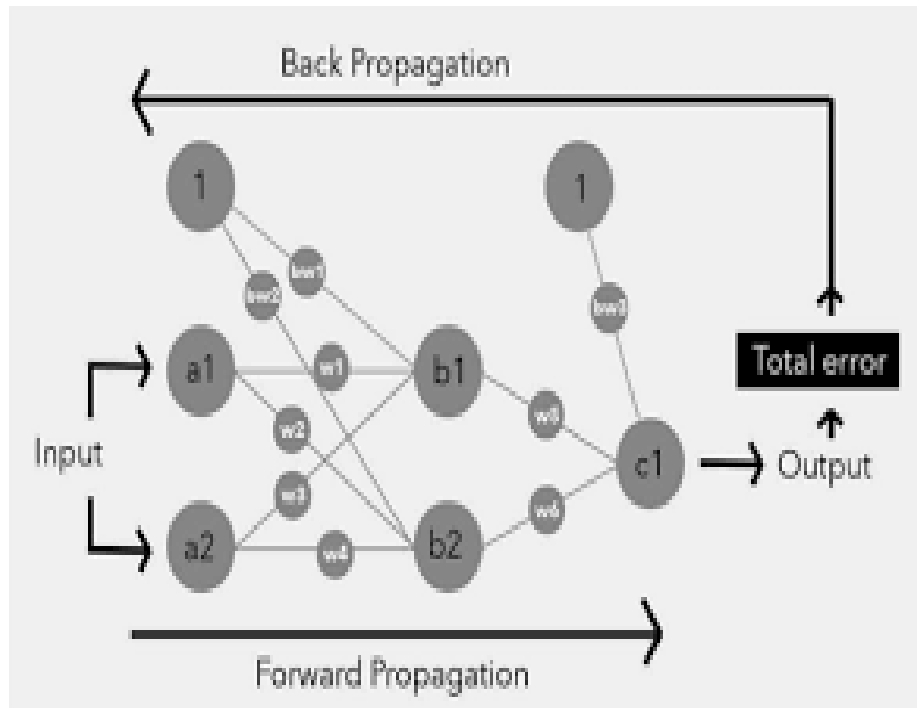 Back Propagation
1
1
bw1
bw2
bw3
a1
w1
b1
Total error
w2
w5
Input
c1
Output
w3
w6
a2
w4
b2
Forward Propagation